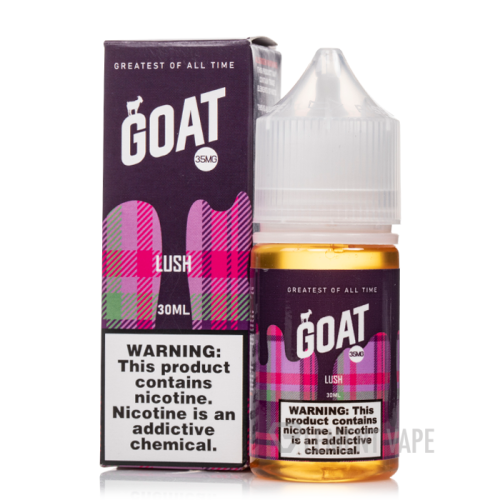 GREATEST OF ALL TIME
GOAT
35MG
LUSH
30ML
WARNING:
This product
contains
nicotine.
Nicotine is an
addictive
chemical.
GREATEST OF ALL TIME
GOAT
35MG
LUSH
30ML
WARNING: This product
contains nicotine. Nicotine
is an addictive chemical.
VAPE